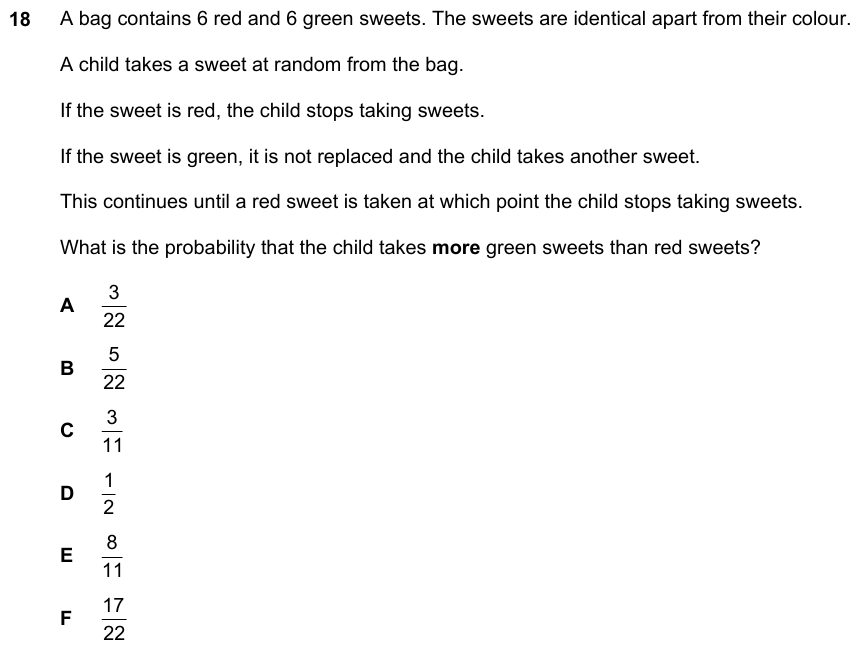 18 A bag contains 6 red and 6 green sweets. The sweets are identical apart from their colour.
A child takes a sweet at random from the bag.
If the sweet is red, the child stops taking sweets.
If the sweet is green, it is not replaced and the child takes another sweet.
This continues until a red sweet is taken at which point the child stops taking sweets.
What is the probability that the child takes more green sweets than red sweets?
A 3/22
B 5/22
C 3/11
D 1/2
E 8/11
F 17/22